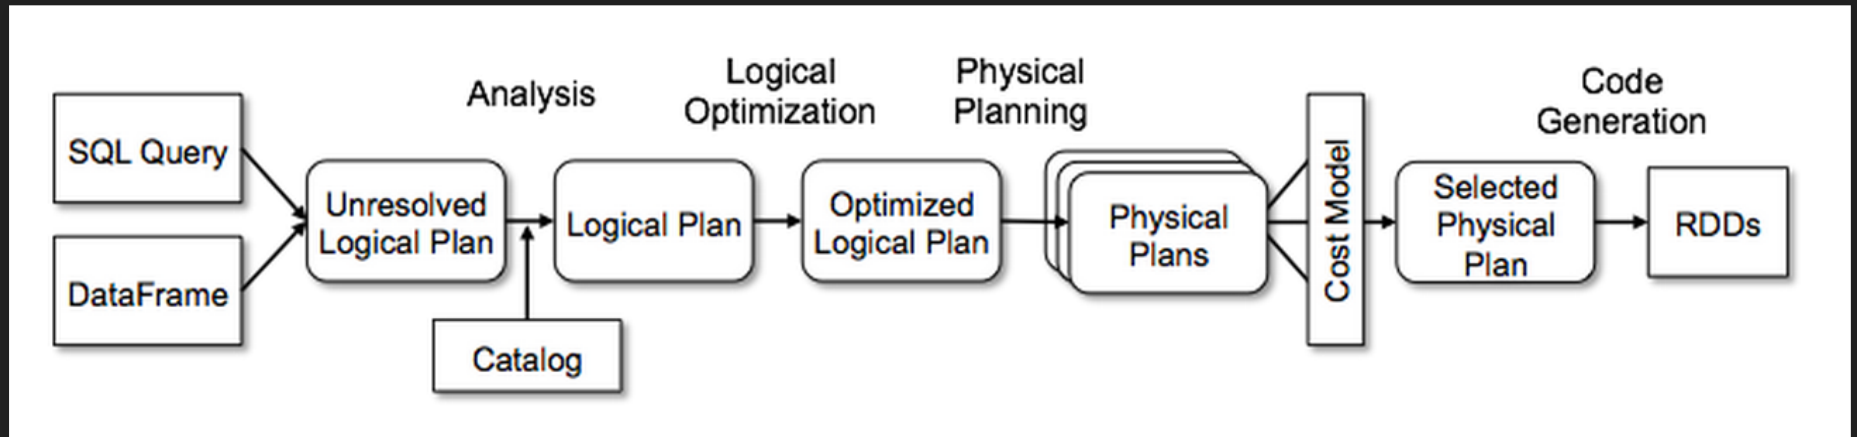 SQL Query
DataFrame
Analysis
Unresolved
Logical Plan
Catalog
Logical Plan
Logical
Optimization
Optimized
Logical Plan
Physical
Planning
Physical
Plans
Cost Model
Selected
Physical
Plan
Code
Generation
RDDs